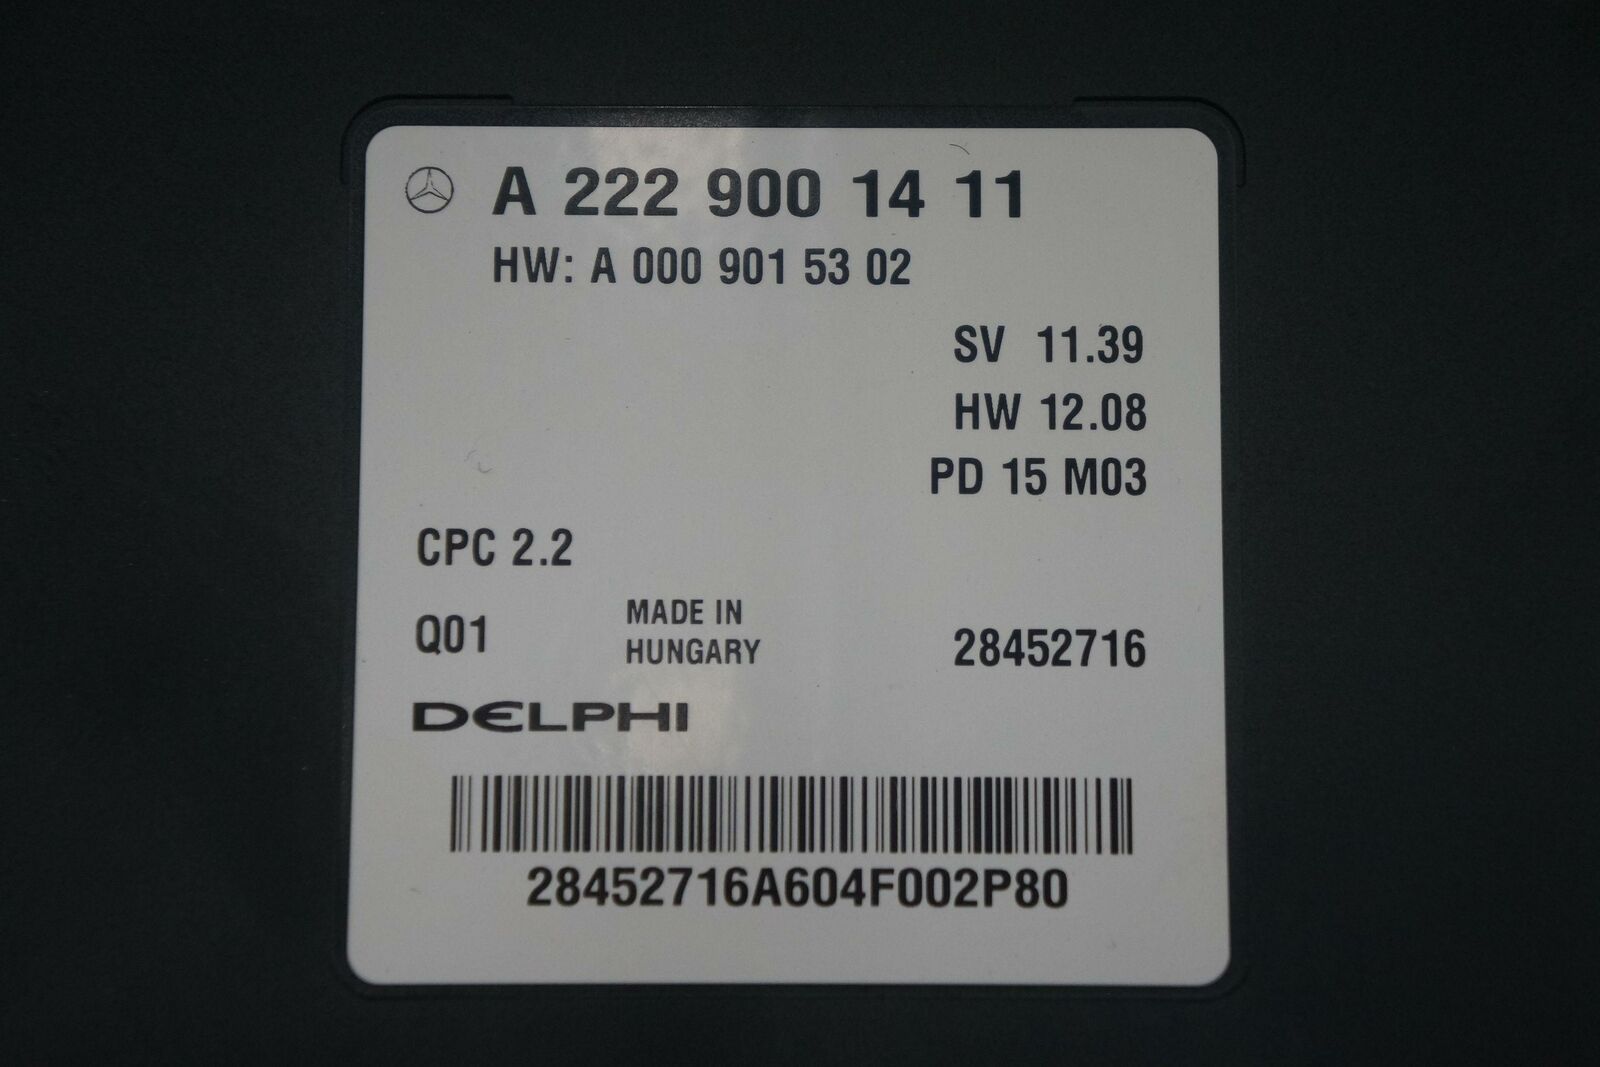 A 222 900 14 11
HW: A 000 901 53 02
SV 11.39
HW 12.08
PD 15 M03
CPC 2.2
Q01
MADE IN
HUNGARY
28452716
DELPHI
28452716A604F002P80